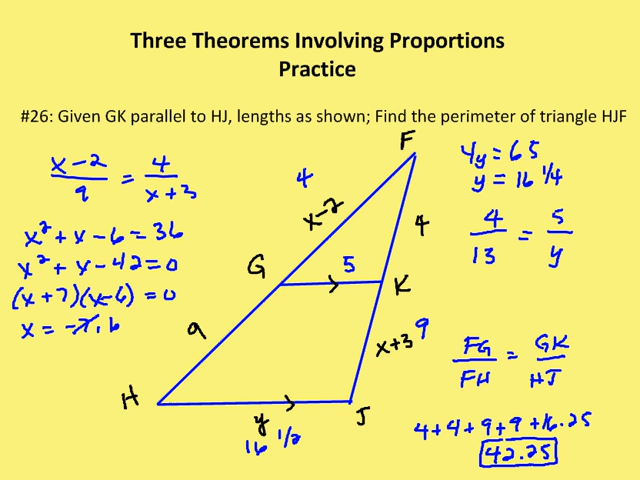 Three Theorems Involving Proportions
Practice
#26: Given GK parallel to HJ, lengths as shown; Find the perimeter of triangle HJF
x-2/9 = 4/x+3
x² + x - 6 = 36
x² + x - 42 = 0
(x+7)(x-6) = 0
x = -7, 6
F
4
x-2
4
G
5
K
9
x+3 9
H
y
J
16 1/2
4y = 65
y = 16 1/4
4/13 = 5/y
FG/FH = GK/HJ
4+4+9+9+16.25
42.25